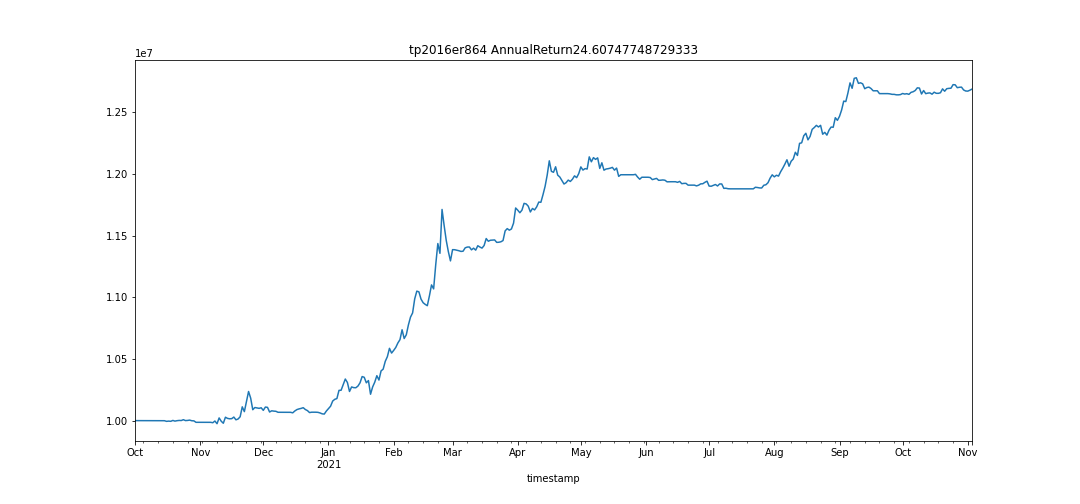 tp2016er864 AnnualReturn24.60747748729333
1e7
1.25
1.20
1.15
1.10
1.05
1.00
Oct Nov Dec Jan Feb Mar Apr May Jun Jul Aug Sep Oct Nov
2021
timestamp